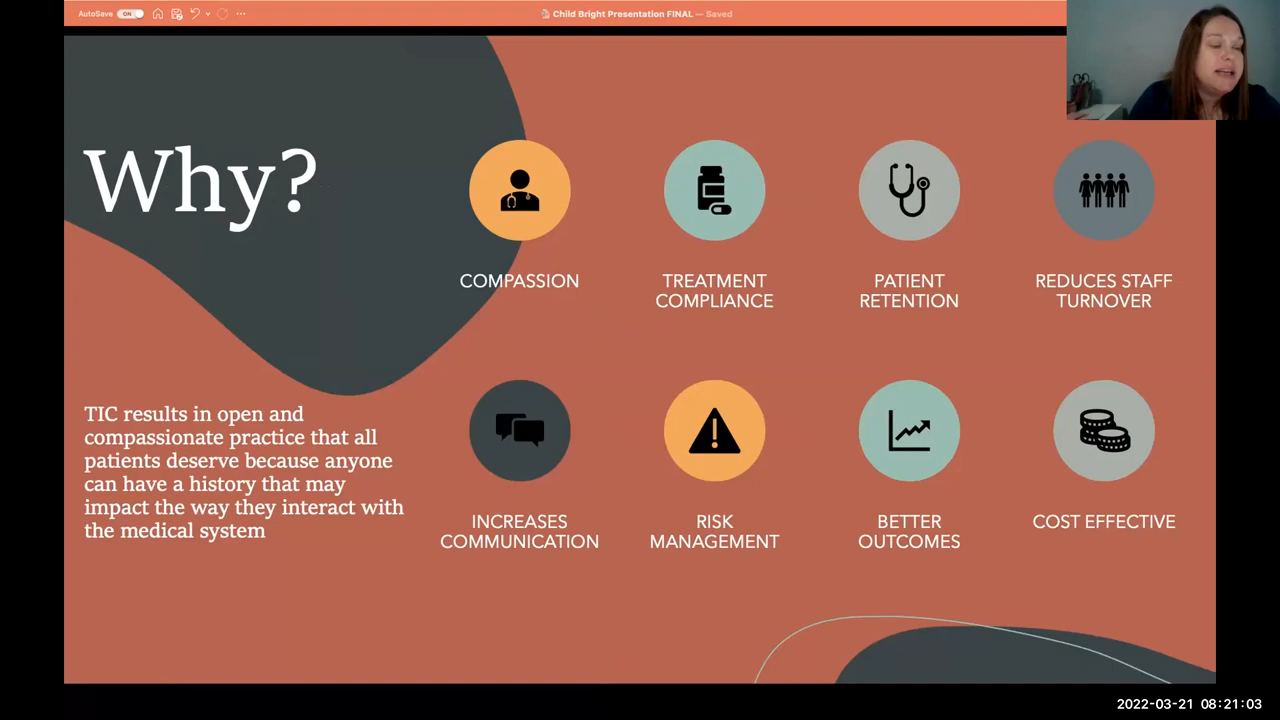 AutoSave ON
Child Bright Presentation FINAL — Saved
Why?
COMPASSION
TREATMENT
COMPLIANCE
PATIENT
RETENTION
REDUCES STAFF
TURNOVER
TIC results in open and
compassionate practice that all
patients deserve because anyone
can have a history that may
impact the way they interact with
the medical system
INCREASES
COMMUNICATION
RISK
MANAGEMENT
BETTER
OUTCOMES
COST EFFECTIVE
2022-03-21 08:21:03